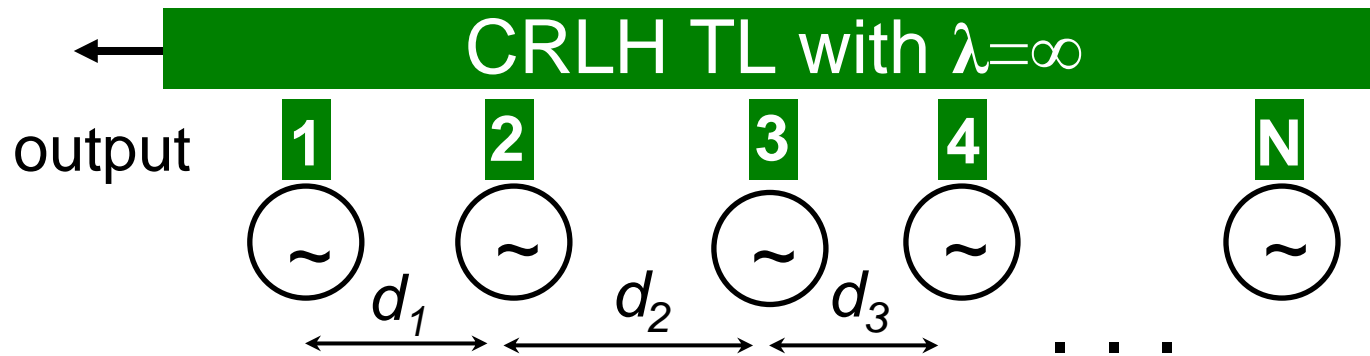 CRLH TL with λ=∞
output
1 2 3 4 N
~ ~ ~ ~ ~
d1 d2 d3 . . .